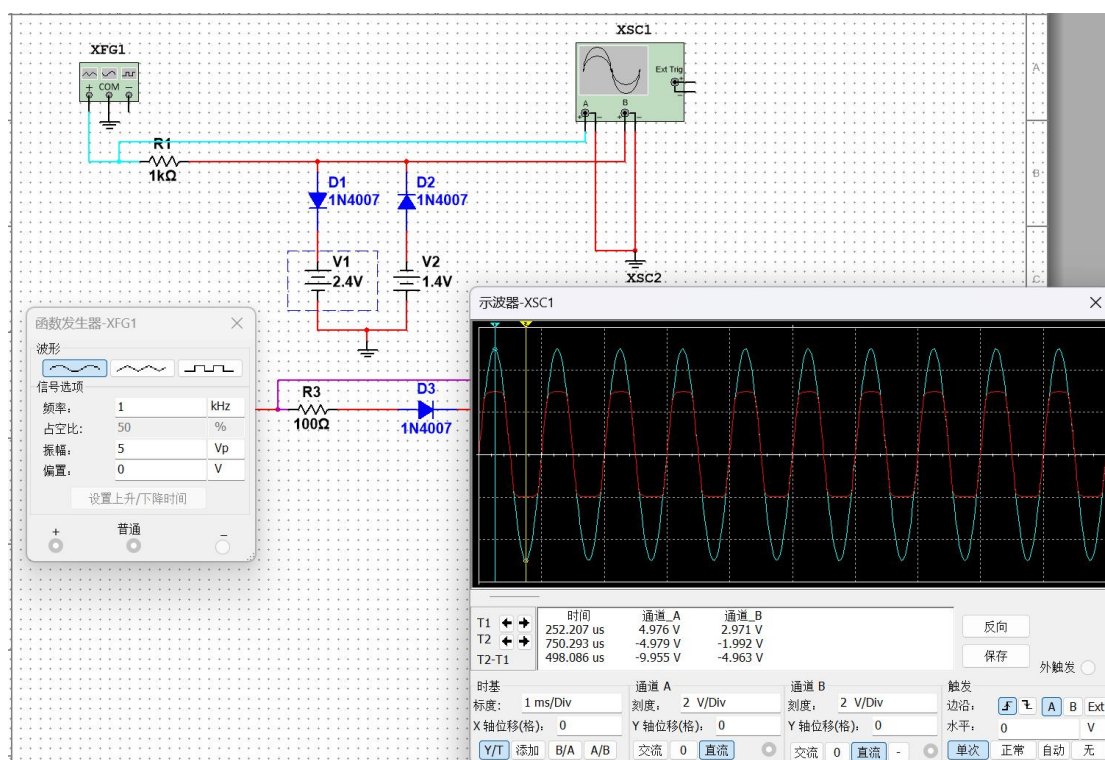 XFG1
COM
XSC1
Ext Trig
A
B
R1
1kΩ
D1
1N4007
D2
1N4007
V1
2.4V
V2
1.4V
XSC2
A
B
C
R3
100Ω
D3
1N4007
函数发生器-XFG1
波形
信号选项
频率： 1 kHz
占空比: 50 %
振幅： 5 Vp
偏置： 0 V
设置上升/下降时间
+ 普通 −
示波器-XSC1
时间 通道_A 通道_B
T1 252.207 us 4.976 V 2.971 V
T2 750.293 us -4.979 V -1.992 V
T2-T1 498.086 us -9.955 V -4.963 V
反向
保存
外触发
时基 通道 A 通道 B 触发
标度: 1 ms/Div 刻度: 2 V/Div 刻度: 2 V/Div 边沿: A B Ext
X 轴位移(格): 0 Y 轴位移(格): 0 Y 轴位移(格): 0 水平: 0 V
Y/T 添加 B/A A/B 交流 0 直流 交流 0 直流 - 单次 正常 自动 无